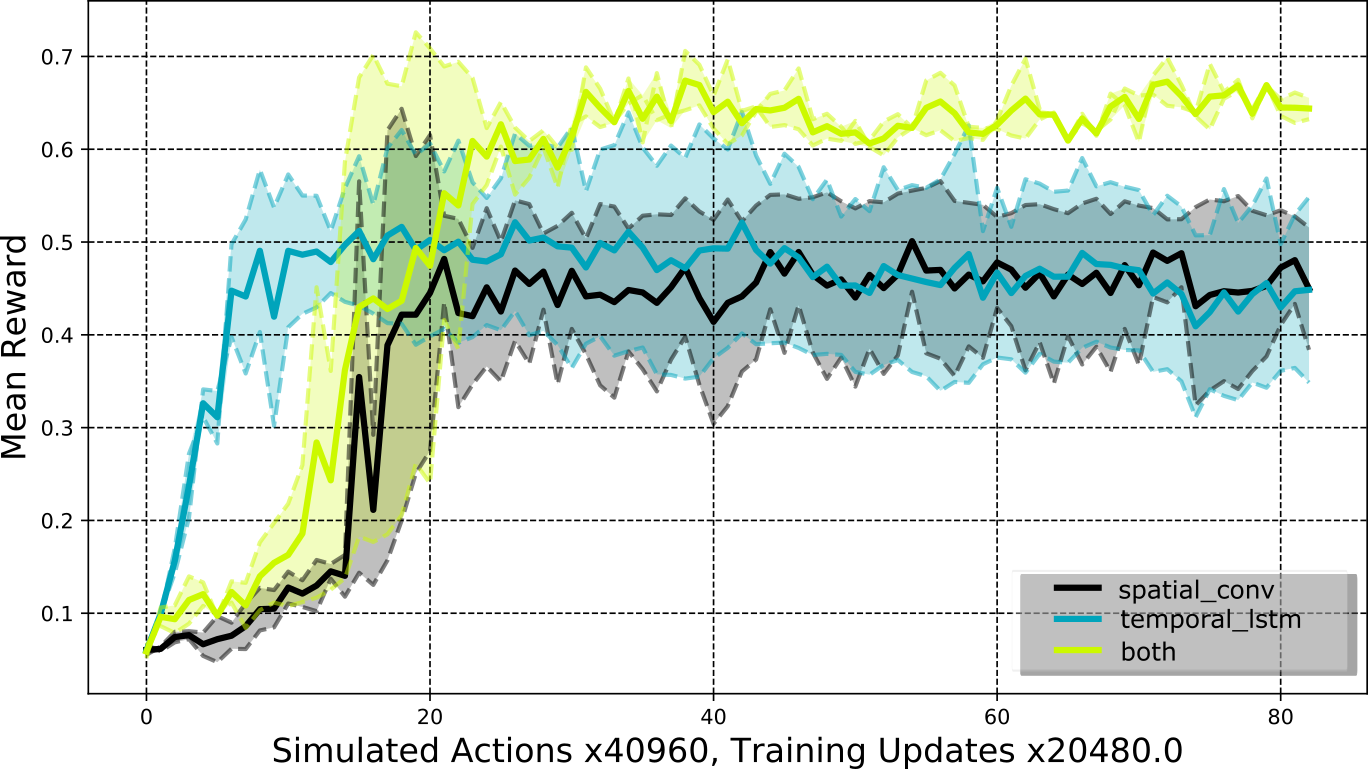 0.7
0.6
0.5
0.4
0.3
0.2
0.1
Mean Reward
spatial_conv
temporal_lstm
both
0 20 40 60 80
Simulated Actions x40960, Training Updates x20480.0